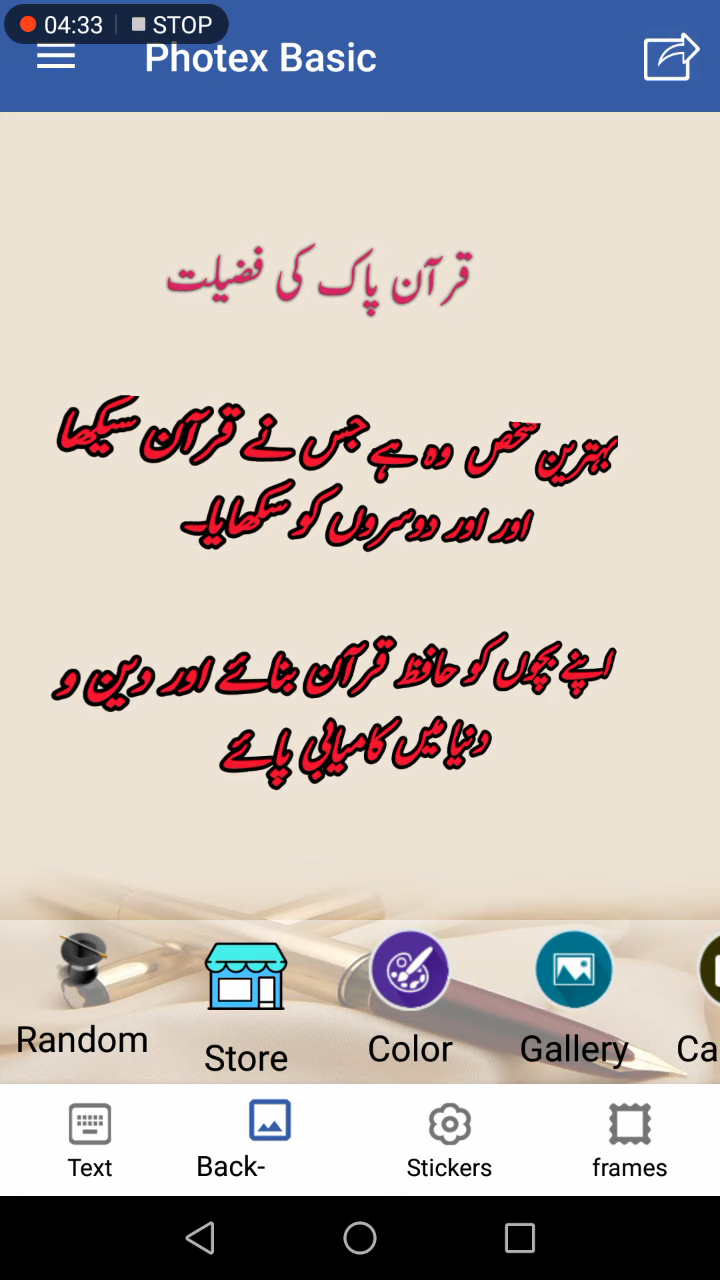 04:33 STOP
Photex Basic
قرآن پاک کی فضیلت
بہترین شخص وہ ہے جس نے قرآن سیکھا
اور اور دوسروں کو سکھایا۔
اپنے بچوں کو حافظ قرآن بنائے اور دین و
دنیا میں کامیابی پائے
Random Store Color Gallery Ca
Text Back- Stickers frames